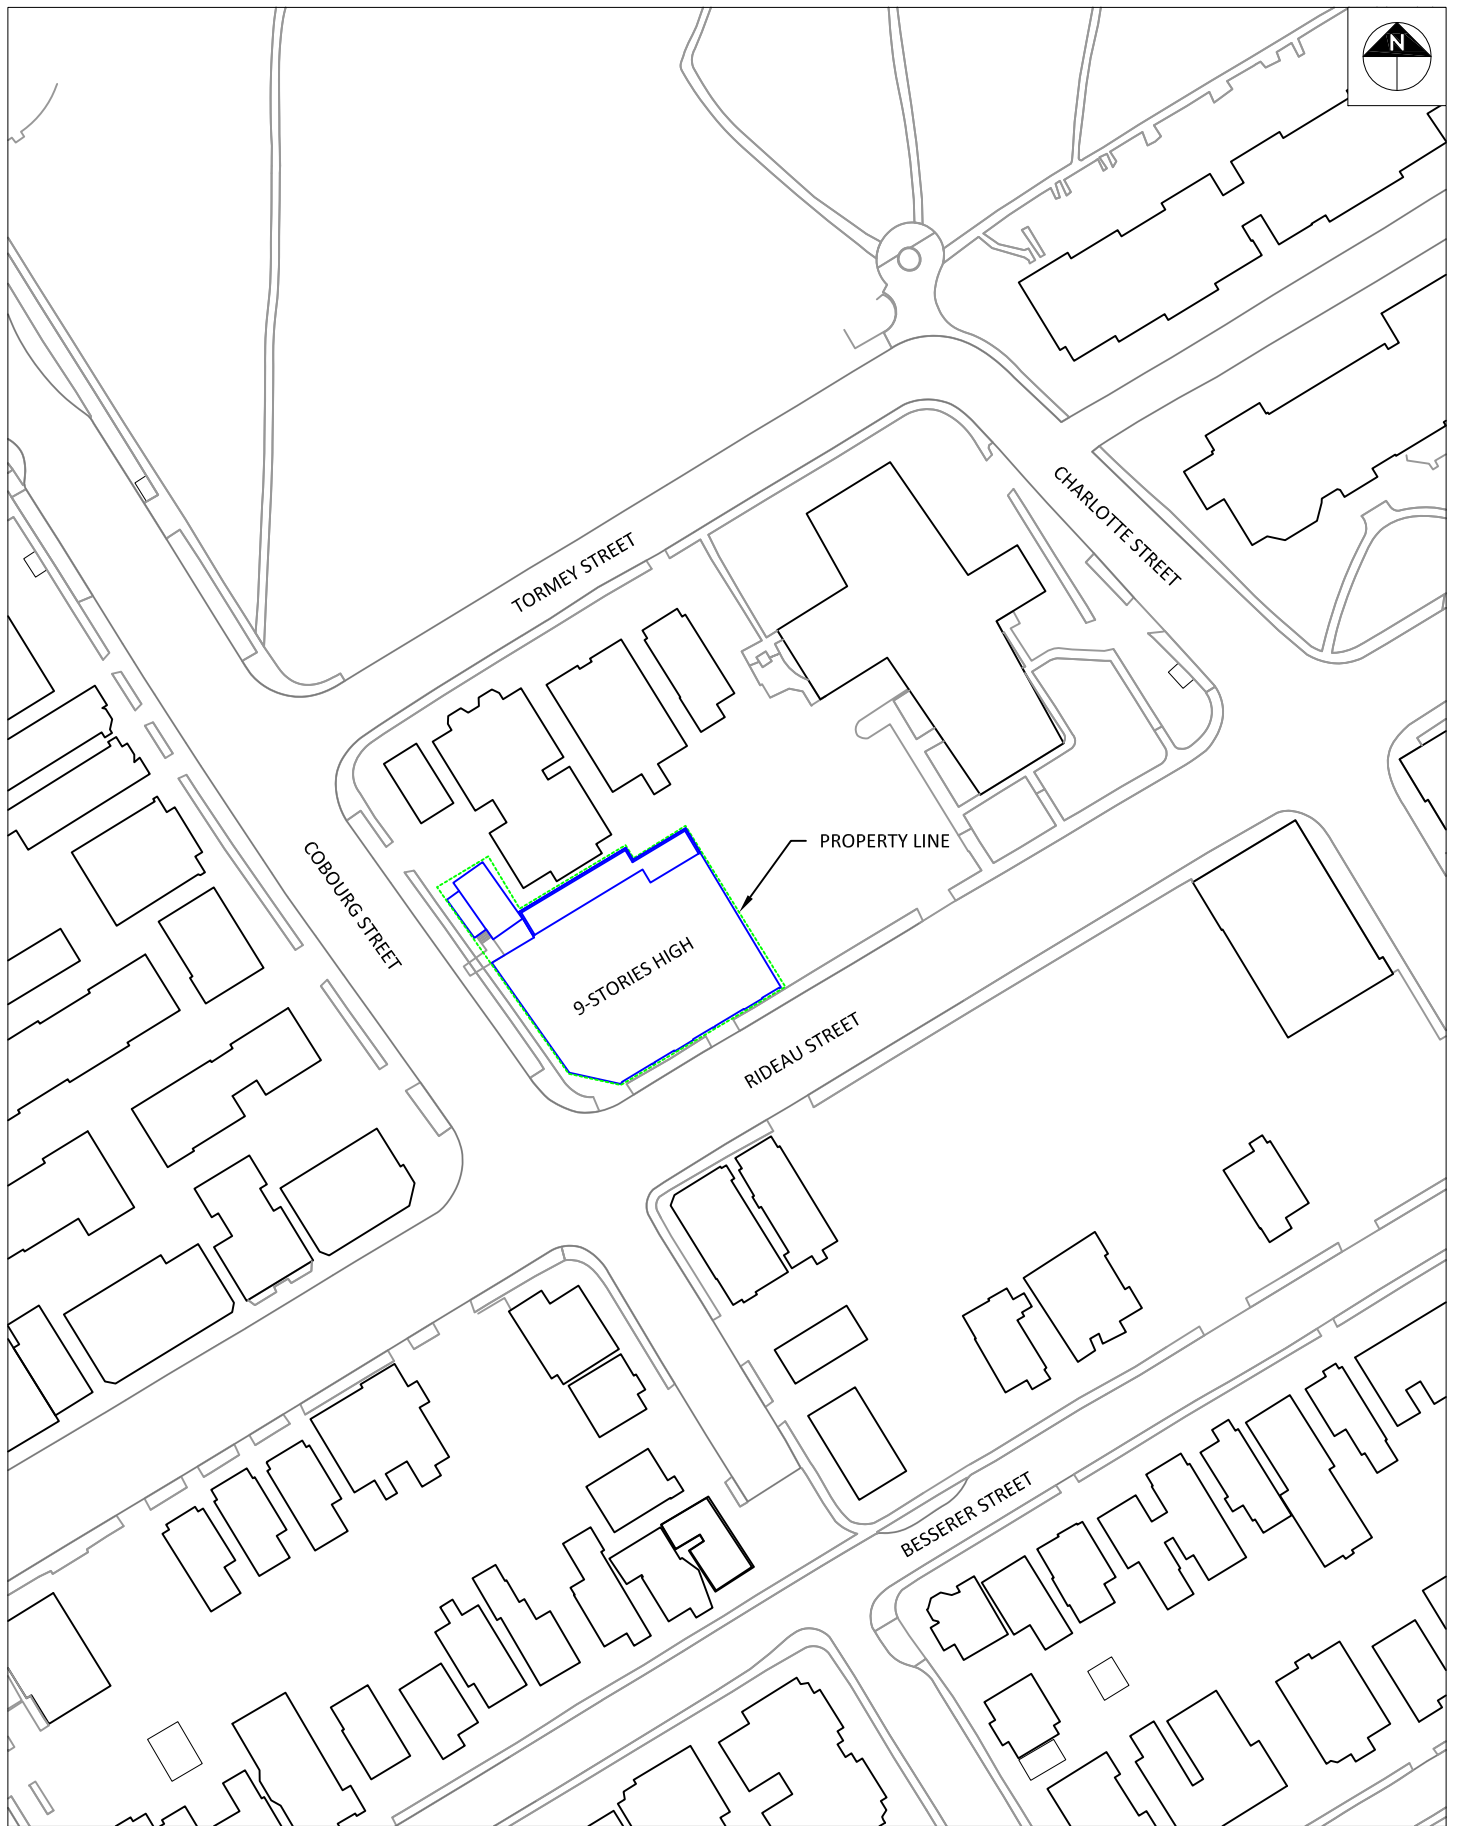 N
CHARLOTTE STREET
TORMEY STREET
PROPERTY LINE
COBOURG STREET
9-STORIES HIGH
RIDEAU STREET
BESSERER STREET